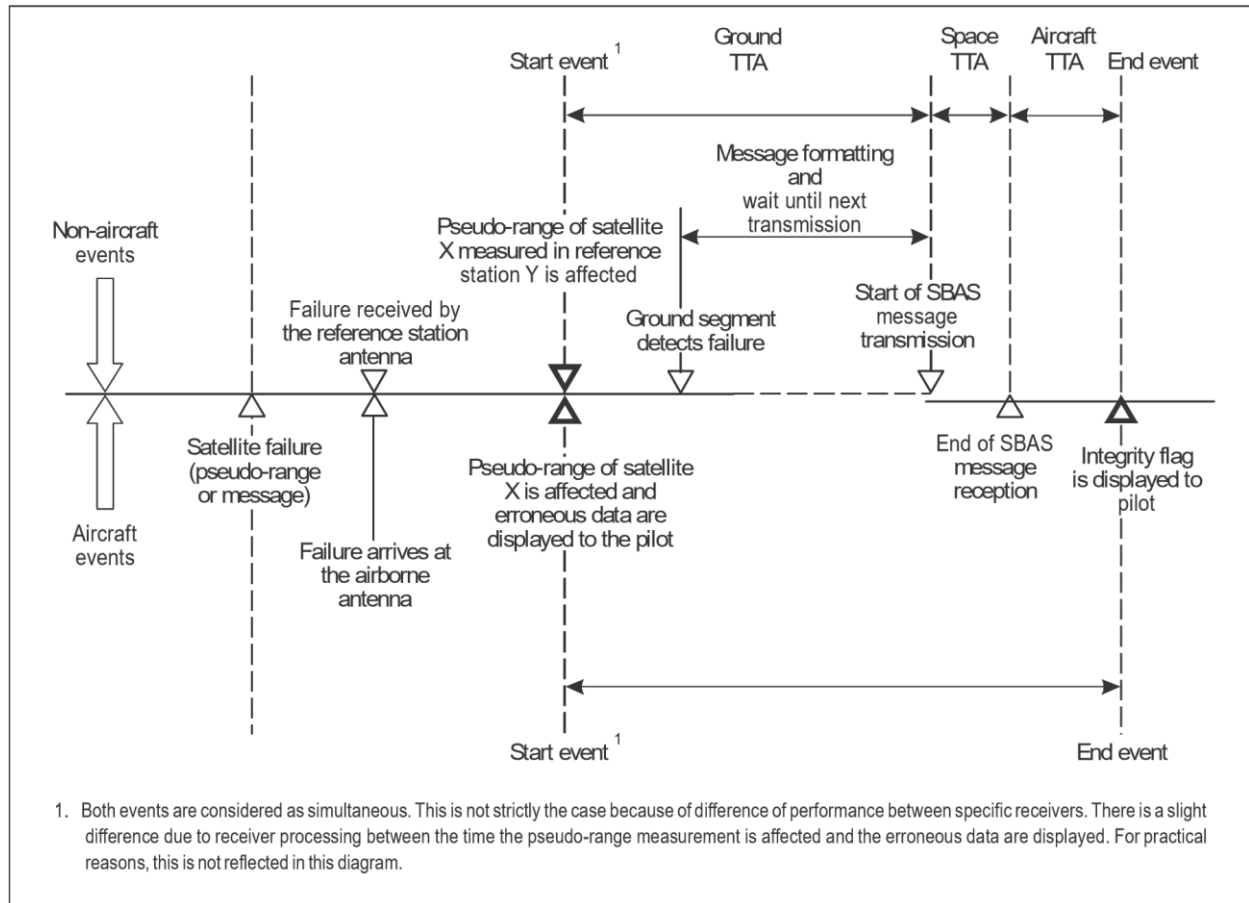 Start event 1
Ground
TTA
Space
TTA
Aircraft
TTA
End event
Message formatting
and
wait until next
transmission
Non-aircraft
events
Pseudo-range of satellite
X measured in reference
station Y is affected
Failure received by
the reference station
antenna
Ground segment
detects failure
Start of SBAS
message
transmission
Satellite failure
(pseudo-range
or message)
Aircraft
events
Failure arrives at
the airborne
antenna
Pseudo-range of satellite
X is affected and
erroneous data are
displayed to the pilot
End of SBAS
message
reception
Integrity flag
is displayed to
pilot
Start event 1
End event
1. Both events are considered as simultaneous. This is not strictly the case because of difference of performance between specific receivers. There is a slight
difference due to receiver processing between the time the pseudo-range measurement is affected and the erroneous data are displayed. For practical
reasons, this is not reflected in this diagram.